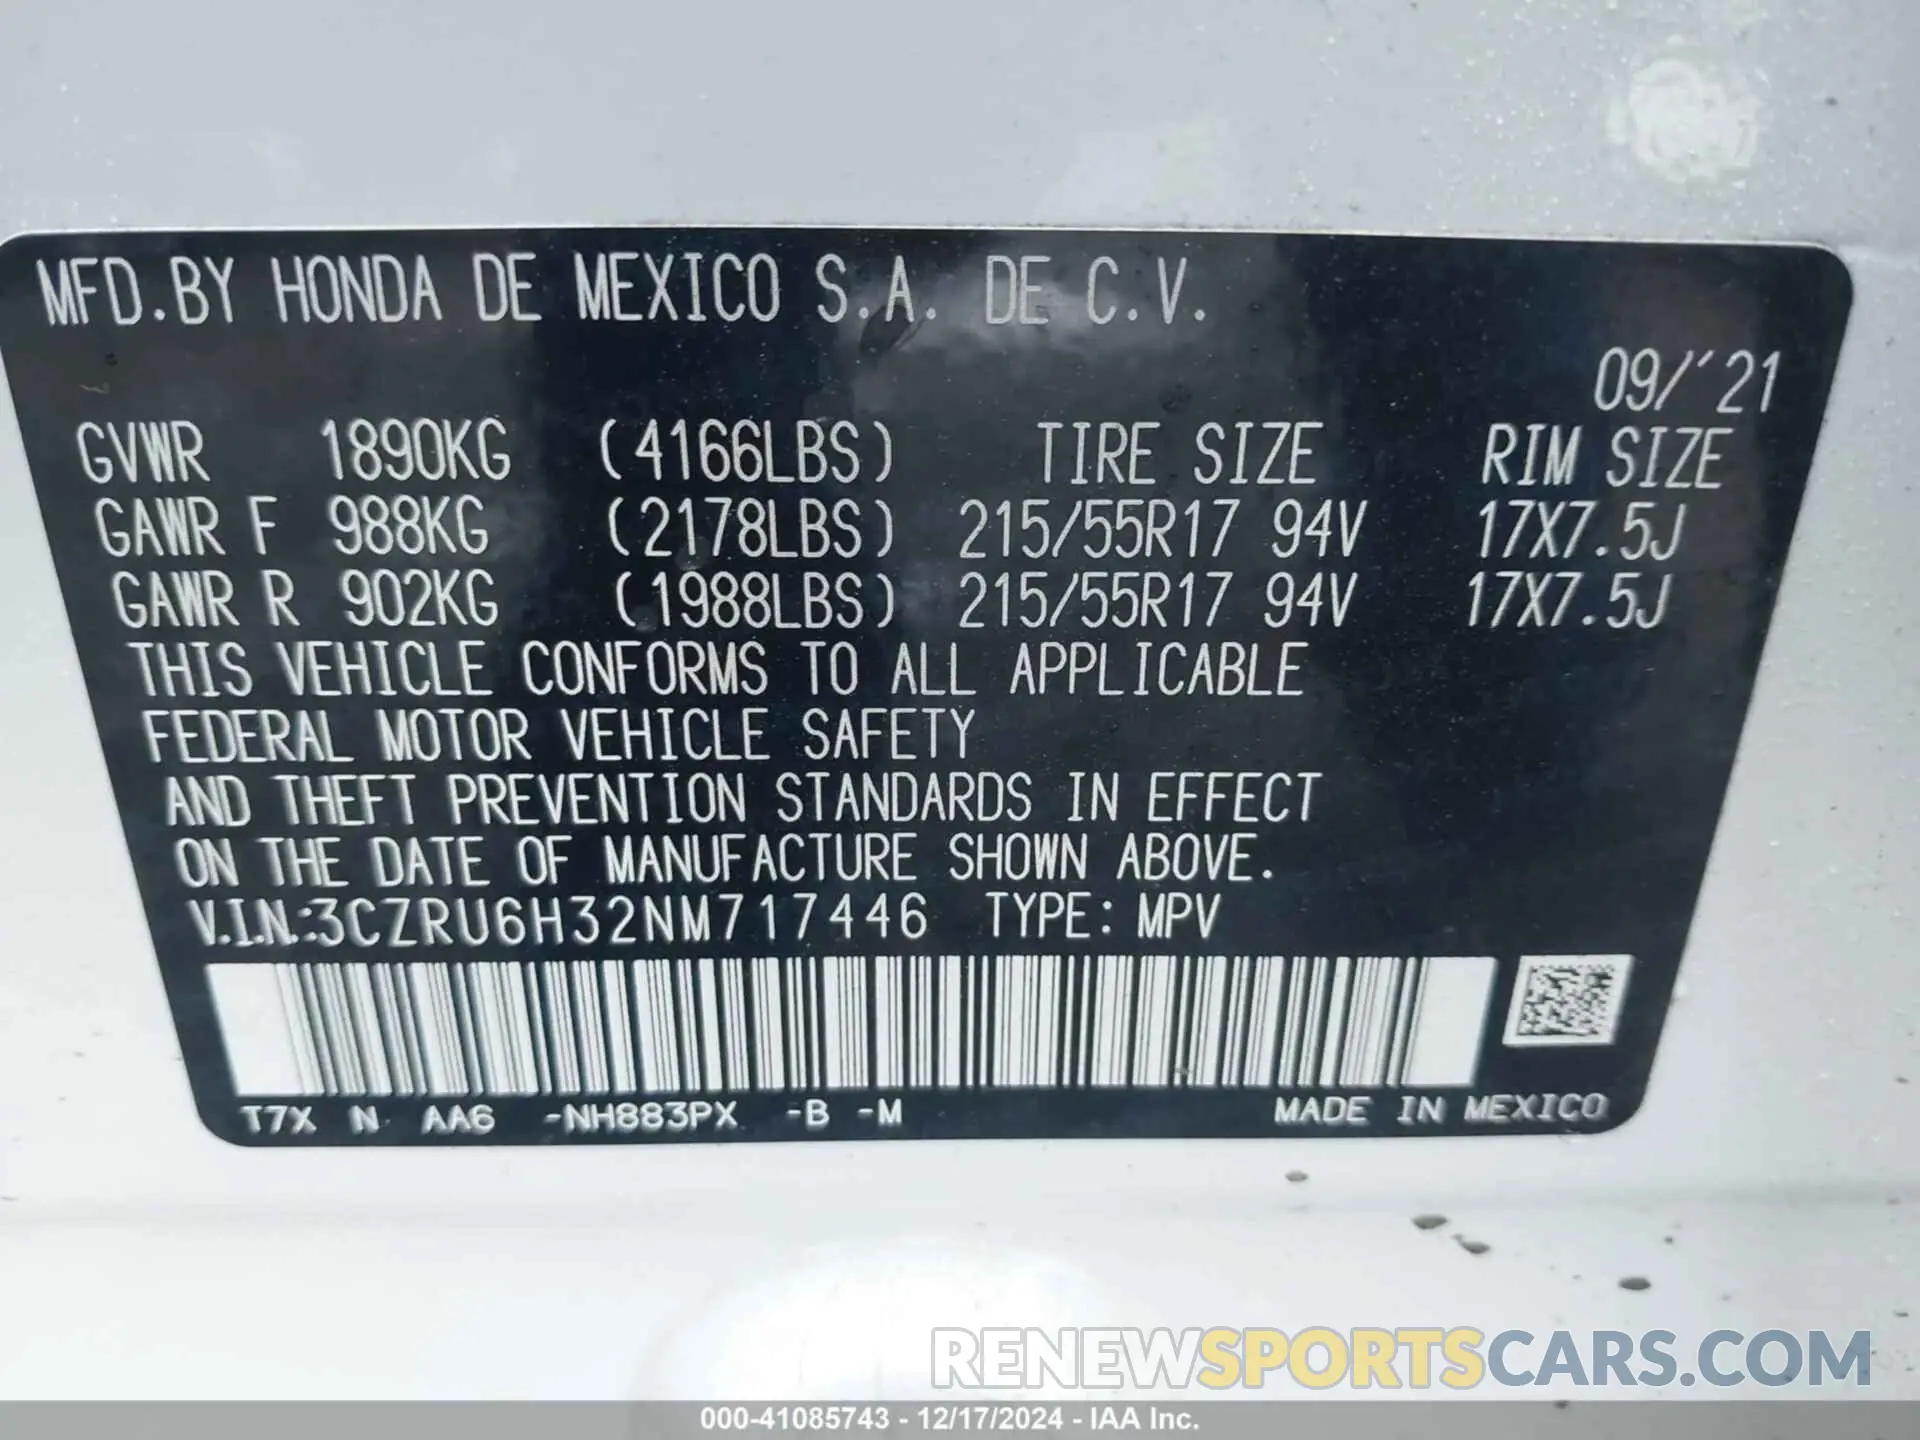 MFD.BY HONDA DE MEXICO S.A. DE C.V.
09/'21
GVWR 1890KG (4166LBS) TIRE SIZE RIM SIZE
GAWR F 988KG (2178LBS) 215/55R17 94V 17X7.5J
GAWR R 902KG (1988LBS) 215/55R17 94V 17X7.5J
THIS VEHICLE CONFORMS TO ALL APPLICABLE
FEDERAL MOTOR VEHICLE SAFETY
AND THEFT PREVENTION STANDARDS IN EFFECT
ON THE DATE OF MANUFACTURE SHOWN ABOVE.
V.I.N.:3CZRU6H32NM717446 TYPE: MPV
T7X N AA6 -NH883PX -B -M MADE IN MEXICO
RENEWSPORTSCARS.COM
000-41085743 - 12/17/2024 - IAA Inc.